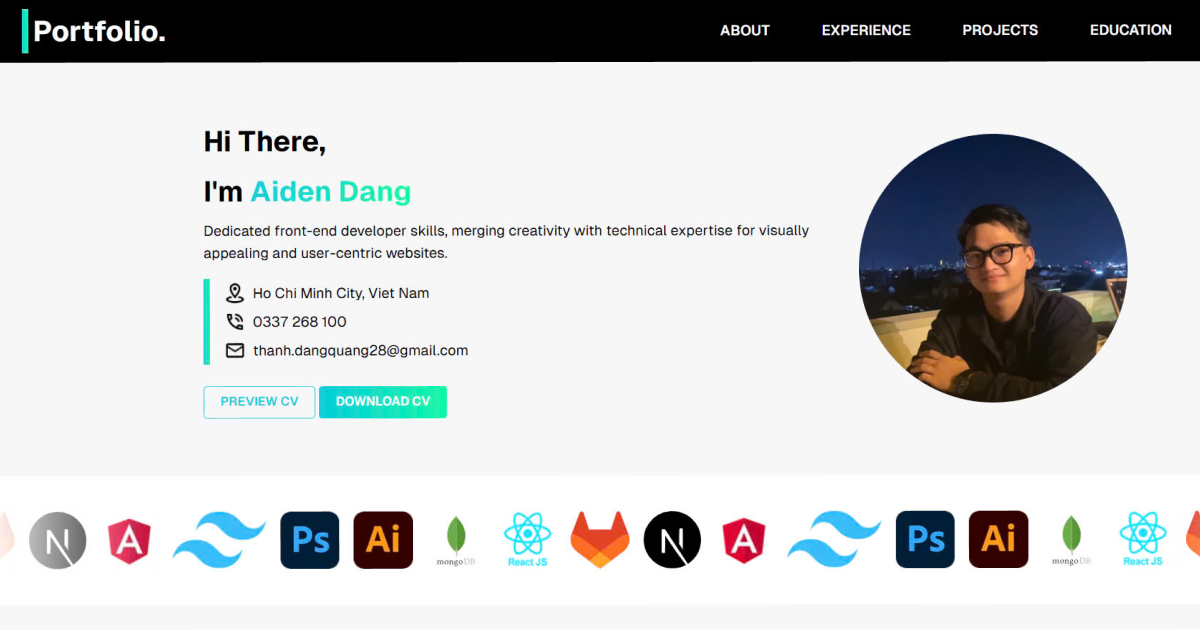 Portfolio.
ABOUT
EXPERIENCE
PROJECTS
EDUCATION
Hi There,
I'm Aiden Dang
Dedicated front-end developer skills, merging creativity with technical expertise for visually
appealing and user-centric websites.
Ho Chi Minh City, Viet Nam
0337 268 100
thanh.dangquang28@gmail.com
PREVIEW CV
DOWNLOAD CV
N
A
Ps
Ai
mongoDB
React JS
N
A
Ps
Ai
mongoDB
React JS